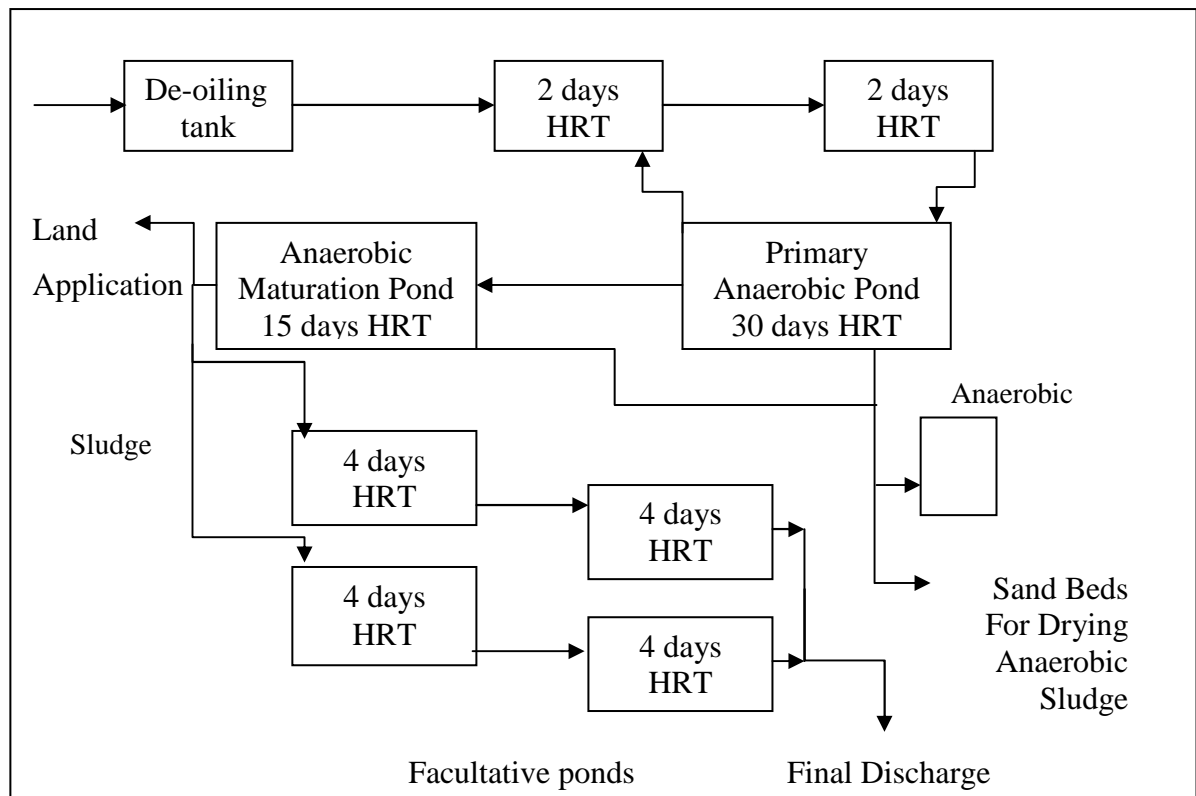 De-oiling
tank
2 days
HRT
2 days
HRT
Land
Application
Anaerobic
Maturation Pond
15 days HRT
Primary
Anaerobic Pond
30 days HRT
Anaerobic
Sludge
4 days
HRT
4 days
HRT
4 days
HRT
4 days
HRT
Sand Beds
For Drying
Anaerobic
Sludge
Facultative ponds
Final Discharge